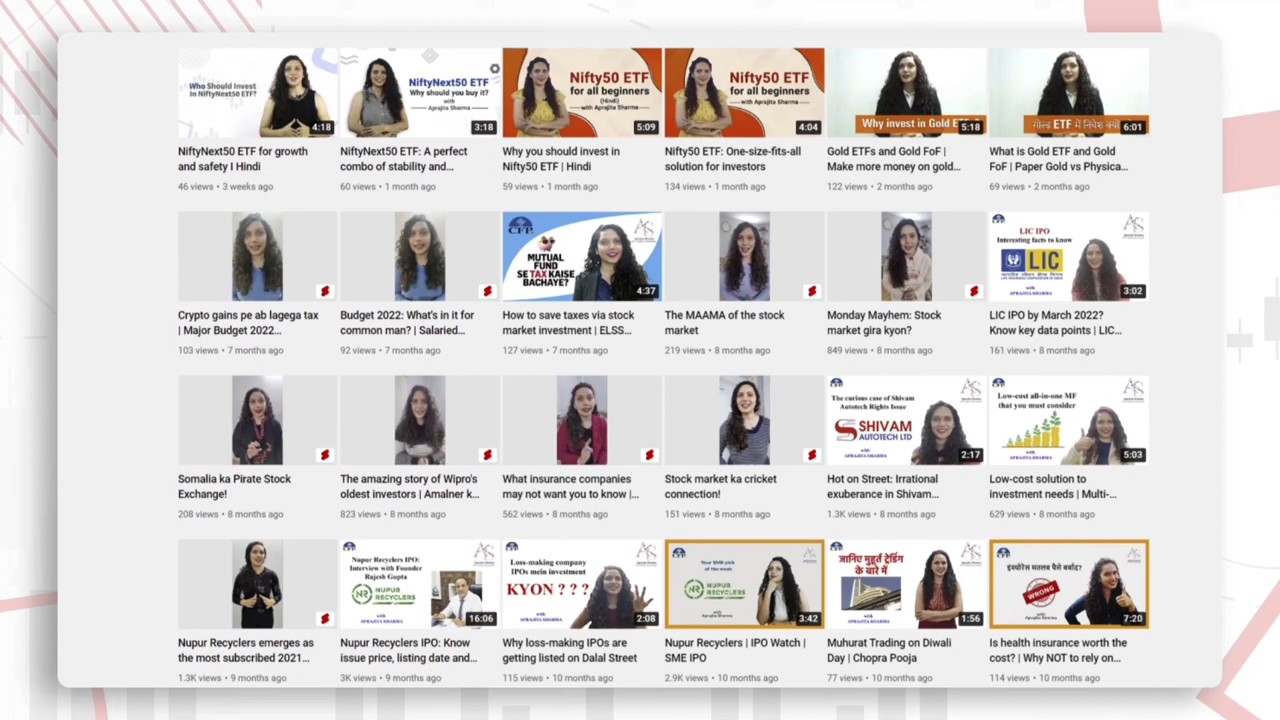 Who Should Invest
in NiftyNext50 ETF?
4:18
NiftyNext50 ETF
Why should you buy it?
with
Aprajita Sharma
3:18
Nifty50 ETF
for all beginners
(Hindi)
with Aprajita Sharma
5:09
Nifty50 ETF
for all beginners
with Aprajita Sharma
4:04
Why invest in Gold ETF
5:18
गोल्ड ETF में निवेश क्यों
6:01
NiftyNext50 ETF for growth
and safety I Hindi
46 views • 3 weeks ago
NiftyNext50 ETF: A perfect
combo of stability and...
60 views • 1 month ago
Why you should invest in
Nifty50 ETF | Hindi
59 views • 1 month ago
Nifty50 ETF: One-size-fits-all
solution for investors
134 views • 1 month ago
Gold ETFs and Gold FoF |
Make more money on gold...
122 views • 2 months ago
What is Gold ETF and Gold
FoF | Paper Gold vs Physica...
69 views • 2 months ago
CFP
MUTUAL
FUND
SE TAX KAISE
BACHAYE?
4:37
LIC IPO
Interesting facts to know
LIC
with
APRAJITA SHARMA
3:02
Crypto gains pe ab lagega tax
| Major Budget 2022...
103 views • 7 months ago
Budget 2022: What's in it for
common man? | Salaried...
92 views • 7 months ago
How to save taxes via stock
market investment | ELSS...
127 views • 7 months ago
The MAAMA of the stock
market
219 views • 8 months ago
Monday Mayhem: Stock
market gira kyon?
849 views • 8 months ago
LIC IPO by March 2022?
Know key data points | LIC...
161 views • 8 months ago
The curious case of Shivam
Autotech Rights Issue
SHIVAM
AUTOTECH LTD
with
APRAJITA SHARMA
2:17
Low-cost all-in-one MF
that you must consider
with
APRAJITA SHARMA
5:03
Somalia ka Pirate Stock
Exchange!
208 views • 8 months ago
The amazing story of Wipro's
oldest investors | Amalner k...
823 views • 8 months ago
What insurance companies
may not want you to know |...
562 views • 8 months ago
Stock market ka cricket
connection!
151 views • 8 months ago
Hot on Street: Irrational
exuberance in Shivam...
1.3K views • 8 months ago
Low-cost solution to
investment needs | Multi-...
629 views • 8 months ago
Nupur Recyclers IPO:
Interview with Founder
Rajesh Gupta
NUPUR
RECYCLERS
with
APRAJITA SHARMA
16:06
Loss-making company
IPOs mein investment
KYON ? ? ?
with
APRAJITA SHARMA
2:08
Your SME pick
of the week
NUPUR
RECYCLERS
with
Aprajita Sharma
3:42
जानिए मुहूर्त ट्रेडिंग
के बारे में
with
APRAJITA SHARMA
1:56
इंश्योरेंस मतलब पैसे बर्बाद?
WRONG
with
Aprajita Sharma
7:20
Nupur Recyclers emerges as
the most subscribed 2021...
1.3K views • 9 months ago
Nupur Recyclers IPO: Know
issue price, listing date and...
3K views • 9 months ago
Why loss-making IPOs are
getting listed on Dalal Street
115 views • 10 months ago
Nupur Recyclers | IPO Watch |
SME IPO
2.9K views • 10 months ago
Muhurat Trading on Diwali
Day | Chopra Pooja
77 views • 10 months ago
Is health insurance worth the
cost? | Why NOT to rely on...
114 views • 10 months ago